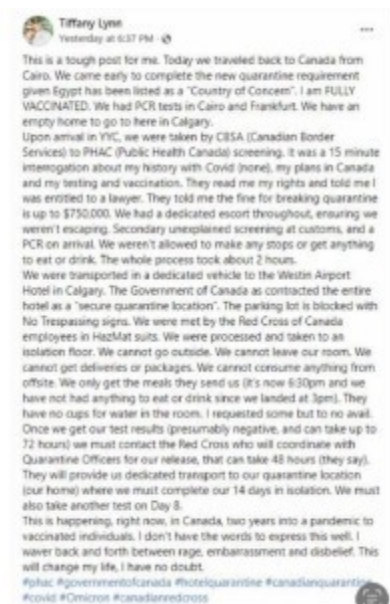 Tiffany Lynn
Yesterday at 6:37 PM ·
This is a tough post for me. Today we traveled back to Canada from
Cairo. We came early to complete the new quarantine requirement
given Egypt has been listed as a "Country of Concern". I am FULLY
VACCINATED. We had PCR tests in Cairo and Frankfurt. We have an
empty home to go to here in Calgary.
Upon arrival in YYC, we were taken by CBSA (Canadian Border
Services) to PHAC (Public Health Canada) screening. It was a 15 minute
interrogation about my history with Covid (none), my plans in Canada
and my testing and vaccination. They read me my rights and told me I
was entitled to a lawyer. They told me the fine for breaking quarantine
is up to $750,000. We had a dedicated escort throughout, ensuring we
weren't escaping. Secondary unexplained screening at customs, and a
PCR on arrival. We weren't allowed to make any stops or get anything
to eat or drink. The whole process took about 2 hours.
We were transported in a dedicated vehicle to the Westin Airport
Hotel in Calgary. The Government of Canada as contracted the entire
hotel as a "secure quarantine location". The parking lot is blocked with
No Trespassing signs. We were met by the Red Cross of Canada
employees in HazMat suits. We were processed and taken to an
isolation floor. We cannot go outside. We cannot leave our room. We
cannot get deliveries or packages. We cannot consume anything from
offsite. We only get the meals they send us (it's now 6:30pm and we
have not had anything to eat or drink since we landed at 3pm). They
have no cups for water in the room. I requested some but to no avail.
Once we get our test results (presumably negative, and can take up to
72 hours) we must contact the Red Cross who will coordinate with
Quarantine Officers for our release, that can take 48 hours (they say).
They will provide us dedicated transport to our quarantine location
(our home) where we must complete our 14 days in isolation. We must
also take another test on Day 8.
This is happening, right now, in Canada, two years into a pandemic to
vaccinated individuals. I don't have the words to express this well. I
waver back and forth between rage, embarrassment and disbelief. This
will change my life, I have no doubt.
#phac #governmentofcanada #hotelquarantine #canadianquarantine
#covid #Omicron #canadianredcross